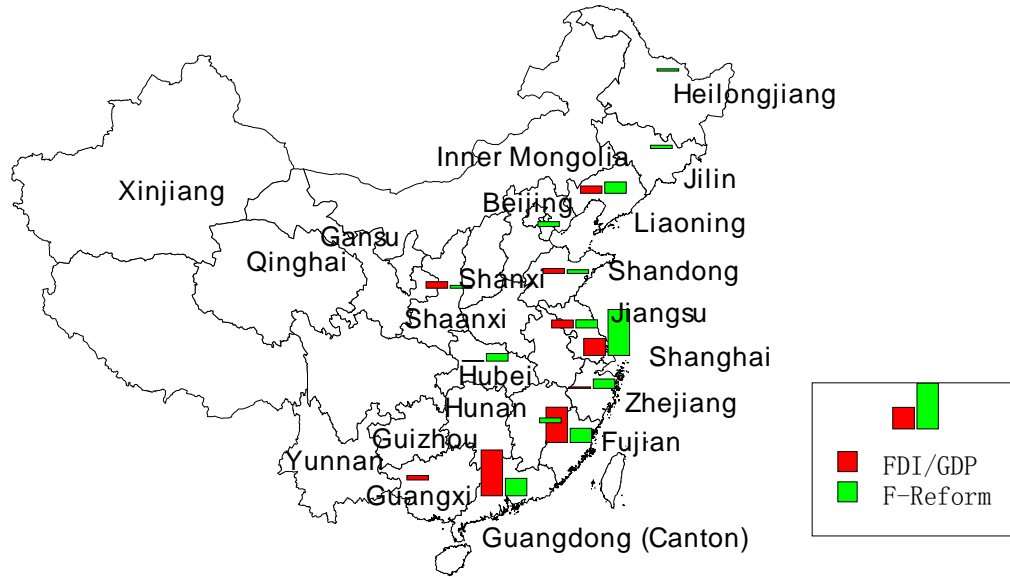 Heilongjiang
Inner Mongolia
Jilin
Xinjiang
Beijing
Liaoning
Gansu
Qinghai
Shanxi
Shandong
Shaanxi
Jiangsu
Shanghai
Hubei
Zhejiang
Hunan
Guizhou
Fujian
Yunnan
Guangxi
Guangdong (Canton)
FDI/GDP
F-Reform